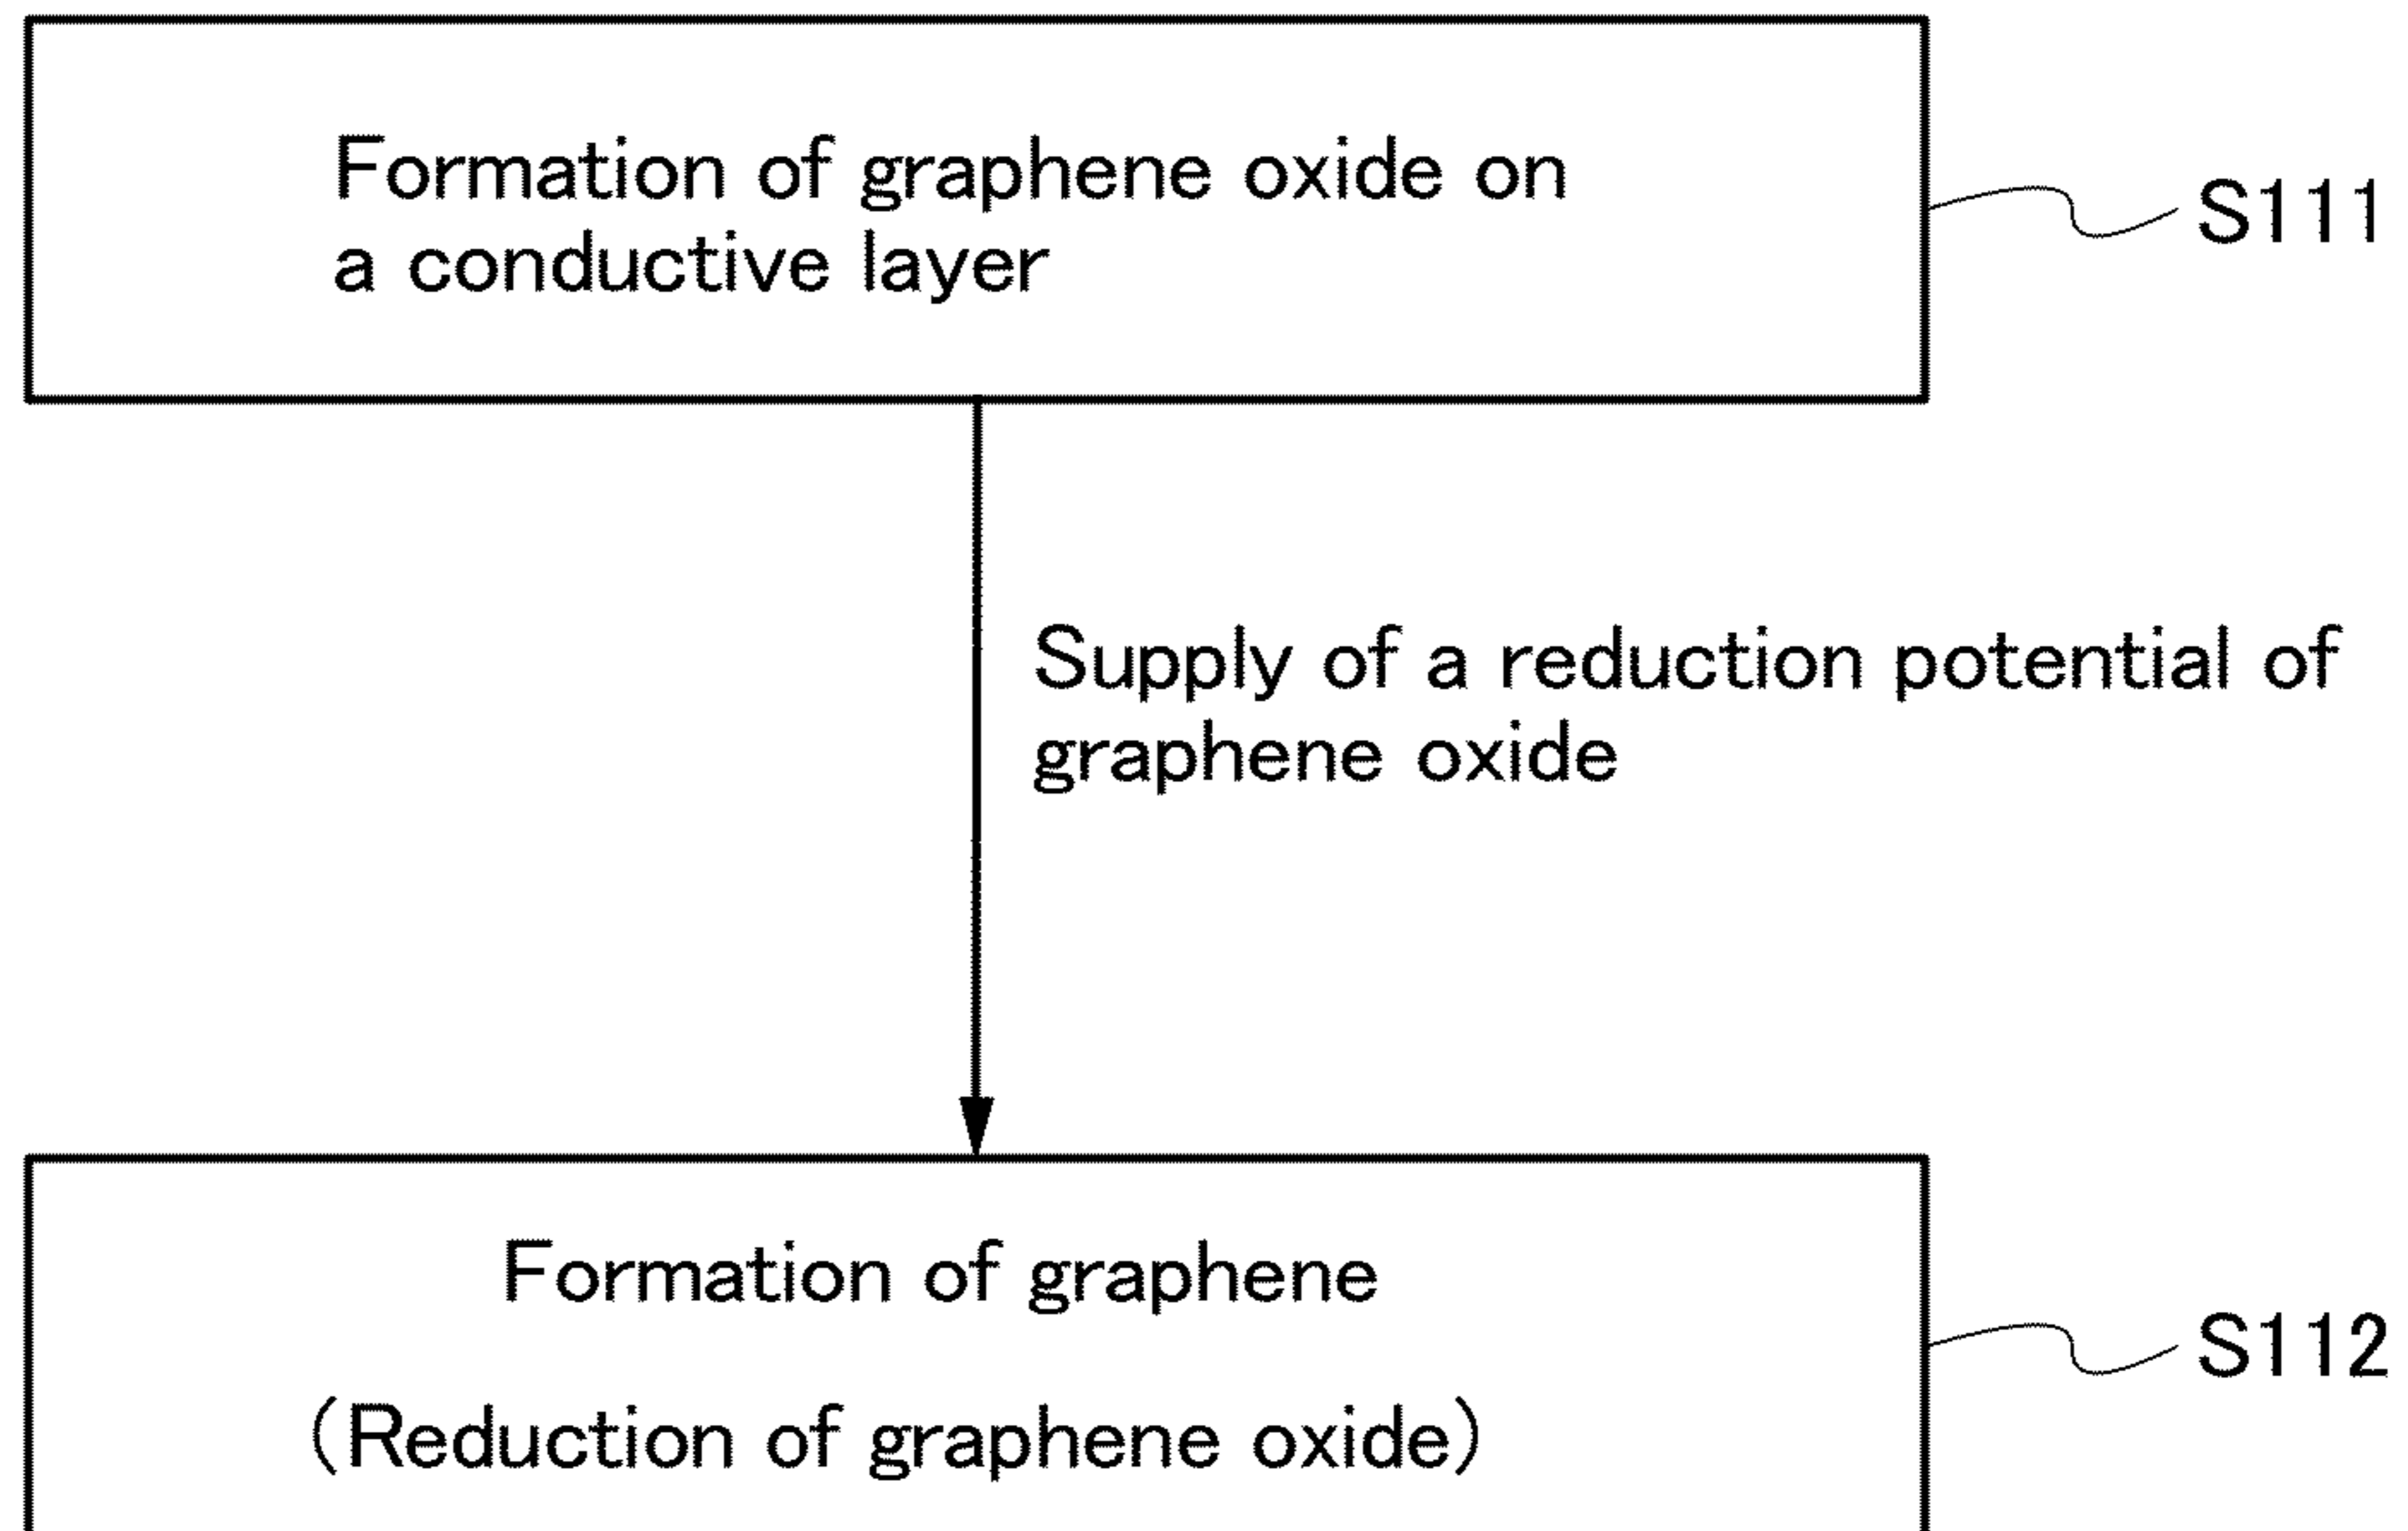 Formation of graphene oxide on
a conductive layer
S111
Supply of a reduction potential of
graphene oxide
Formation of graphene
(Reduction of graphene oxide)
S112